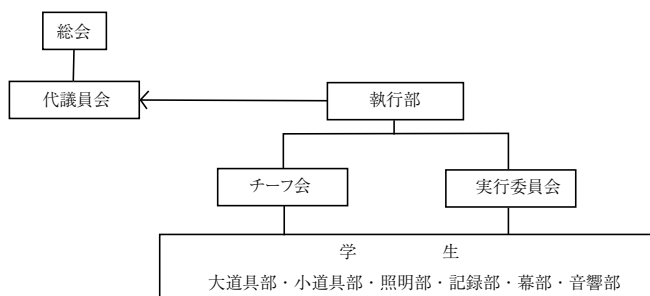 総会
代議員会
執行部
チーフ会
実行委員会
学　　　生
大道具部・小道具部・照明部・記録部・幕部・音響部